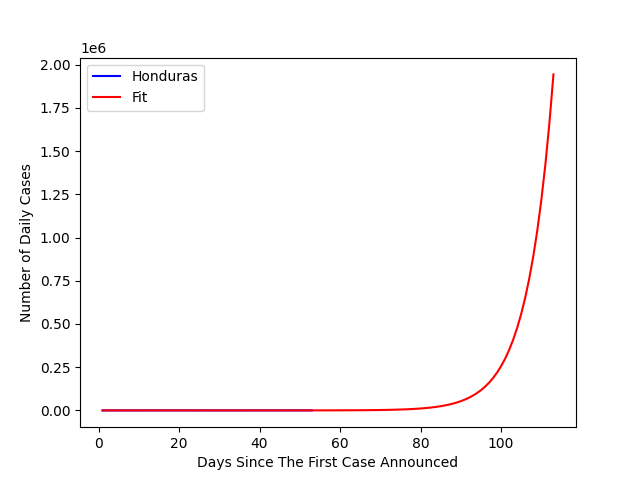 1e6
2.00
1.75
1.50
1.25
1.00
0.75
0.50
0.25
0.00
Number of Daily Cases
Honduras
Fit
0 20 40 60 80 100
Days Since The First Case Announced